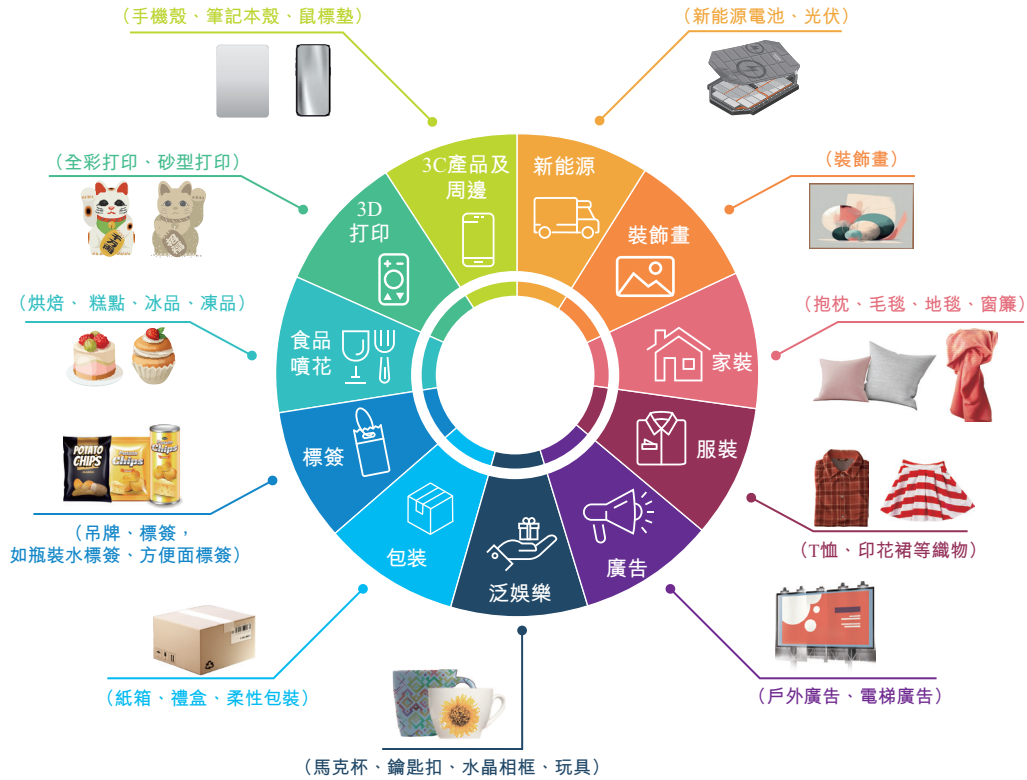 （手機殼、筆記本殼、鼠標墊）
（新能源電池、光伏）
3C產品及
周邊
新能源
（全彩打印、砂型打印）
（裝飾畫）
3D
打印
裝飾畫
（烘焙、 糕點、冰品、凍品）
（抱枕、毛毯、地毯、窗簾）
食品
噴花
家裝
標簽
服裝
POTATO
CHIPS
Chips
Chips
（吊牌、標簽，
如瓶裝水標簽、方便面標簽）
（T恤、印花裙等織物）
包裝
泛娛樂
廣告
（紙箱、禮盒、柔性包裝）
（戶外廣告、電梯廣告）
（馬克杯、鑰匙扣、水晶相框、玩具）